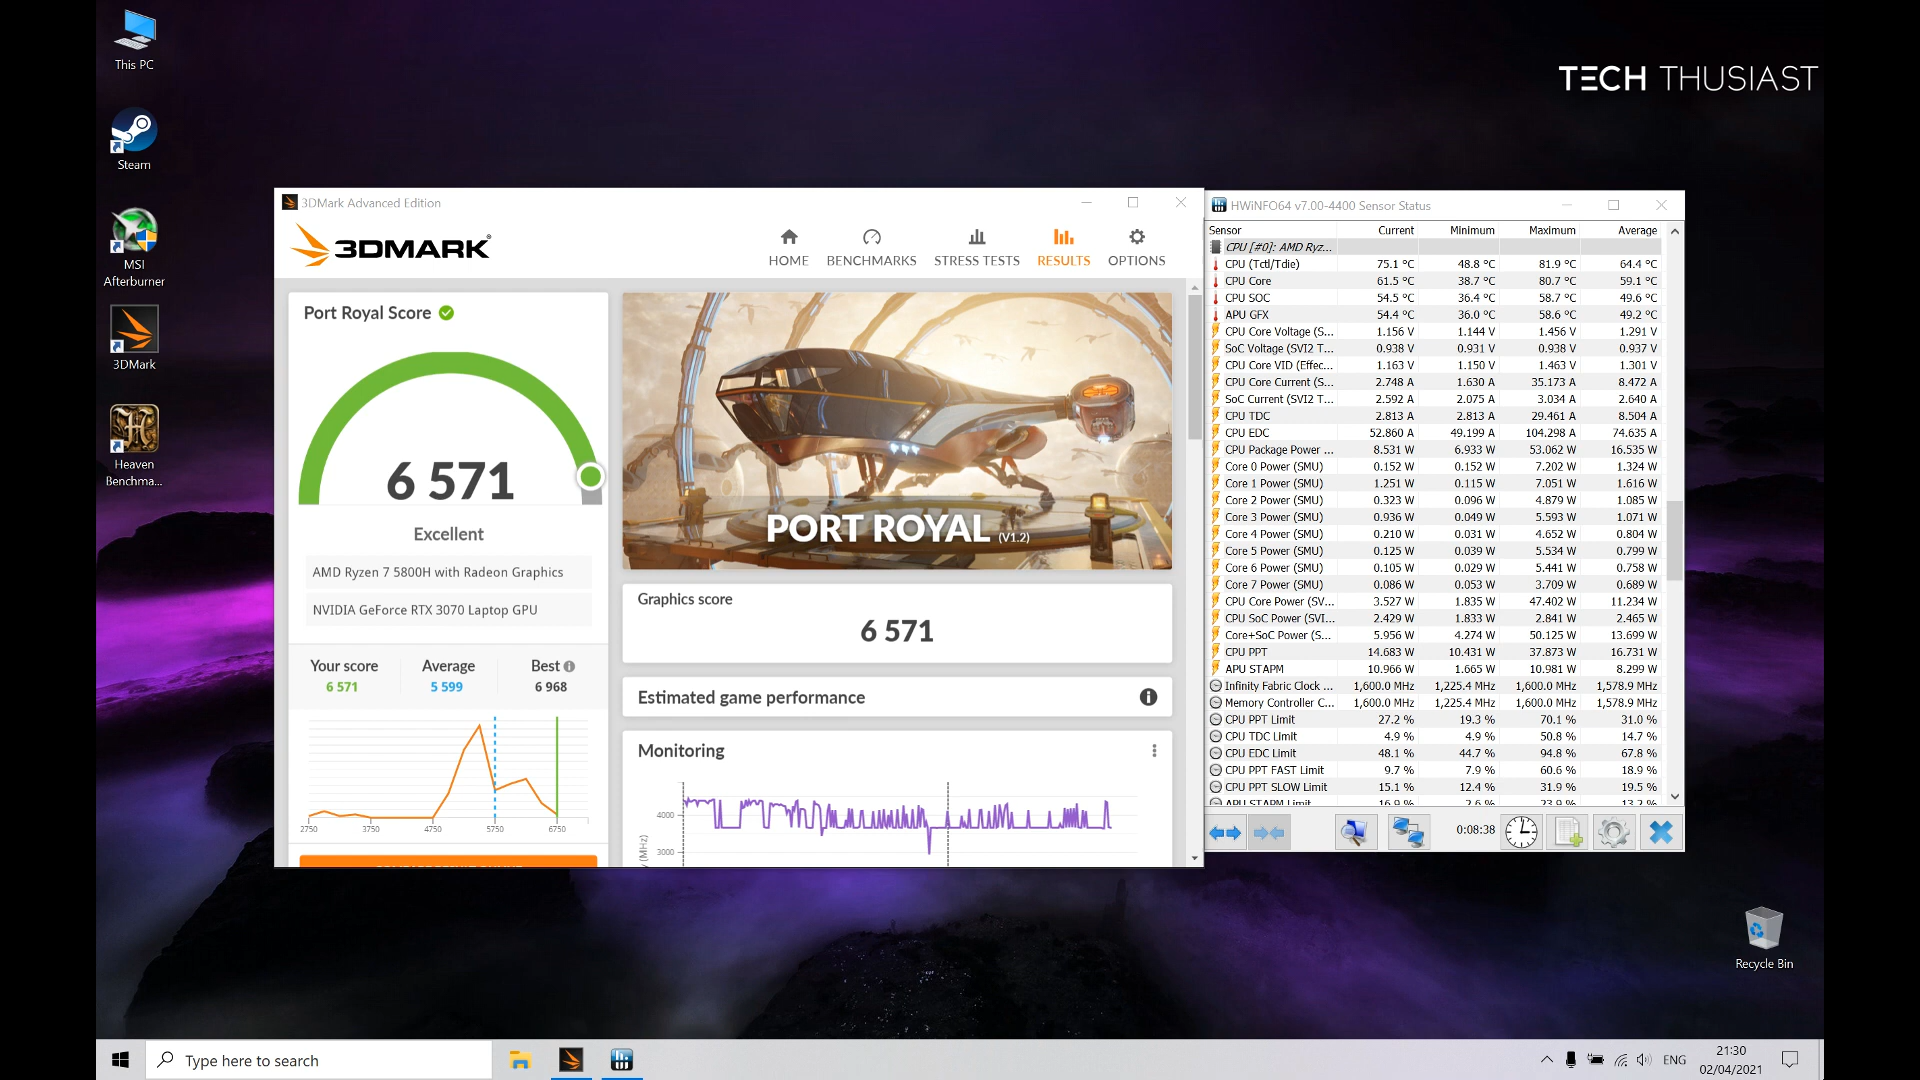 This PC
Steam
MSI
Afterburner
3DMark
Heaven
Benchma...
TECH THUSIAST
3DMark Advanced Edition
3DMARK®
HOME
BENCHMARKS
STRESS TESTS
RESULTS
OPTIONS
Port Royal Score
6 571
Excellent
AMD Ryzen 7 5800H with Radeon Graphics
NVIDIA GeForce RTX 3070 Laptop GPU
Your score Average Best
6 571 5 599 6 968
2750 3750 4750 5750 6750
PORT ROYAL (V1.2)
Graphics score
6 571
Estimated game performance
Monitoring
4000
3000
(MHz)
HWiNFO64 v7.00-4400 Sensor Status
Sensor Current Minimum Maximum Average
CPU [#0]: AMD Ryz...
CPU (Tctl/Tdie) 75.1 °C 48.8 °C 81.9 °C 64.4 °C
CPU Core 61.5 °C 38.7 °C 80.7 °C 59.1 °C
CPU SOC 54.5 °C 36.4 °C 58.7 °C 49.6 °C
APU GFX 54.4 °C 36.0 °C 58.6 °C 49.2 °C
CPU Core Voltage (S... 1.156 V 1.144 V 1.456 V 1.291 V
SoC Voltage (SVI2 T... 0.938 V 0.931 V 0.938 V 0.937 V
CPU Core VID (Effec... 1.163 V 1.150 V 1.463 V 1.301 V
CPU Core Current (S... 2.748 A 1.630 A 35.173 A 8.472 A
SoC Current (SVI2 T... 2.592 A 2.075 A 3.034 A 2.640 A
CPU TDC 2.813 A 2.813 A 29.461 A 8.504 A
CPU EDC 52.860 A 49.199 A 104.298 A 74.635 A
CPU Package Power ... 8.531 W 6.933 W 53.062 W 16.535 W
Core 0 Power (SMU) 0.152 W 0.152 W 7.202 W 1.324 W
Core 1 Power (SMU) 1.251 W 0.115 W 7.051 W 1.616 W
Core 2 Power (SMU) 0.323 W 0.096 W 4.879 W 1.085 W
Core 3 Power (SMU) 0.936 W 0.049 W 5.593 W 1.071 W
Core 4 Power (SMU) 0.210 W 0.031 W 4.652 W 0.804 W
Core 5 Power (SMU) 0.125 W 0.039 W 5.534 W 0.799 W
Core 6 Power (SMU) 0.105 W 0.029 W 5.441 W 0.758 W
Core 7 Power (SMU) 0.086 W 0.053 W 3.709 W 0.689 W
CPU Core Power (SV... 3.527 W 1.835 W 47.402 W 11.234 W
CPU SoC Power (SVI... 2.429 W 1.833 W 2.841 W 2.465 W
Core+SoC Power (S... 5.956 W 4.274 W 50.125 W 13.699 W
CPU PPT 14.683 W 10.431 W 37.873 W 16.731 W
APU STAPM 10.966 W 1.665 W 10.981 W 8.299 W
Infinity Fabric Clock ... 1,600.0 MHz 1,225.4 MHz 1,600.0 MHz 1,578.9 MHz
Memory Controller C... 1,600.0 MHz 1,225.4 MHz 1,600.0 MHz 1,578.9 MHz
CPU PPT Limit 27.2 % 19.3 % 70.1 % 31.0 %
CPU TDC Limit 4.9 % 4.9 % 50.8 % 14.7 %
CPU EDC Limit 48.1 % 44.7 % 94.8 % 67.8 %
CPU PPT FAST Limit 9.7 % 7.9 % 60.6 % 18.9 %
CPU PPT SLOW Limit 15.1 % 12.4 % 31.9 % 19.5 %
APU STAPM Limit 16.9 % 2.6 % 23.9 % 13.2 %
0:08:38
Recycle Bin
Type here to search
ENG
21:30
02/04/2021